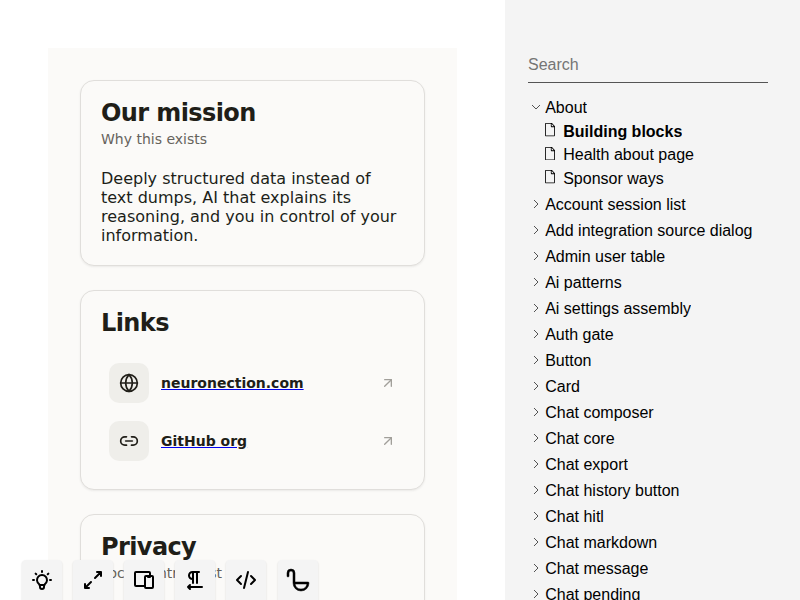 Our mission
Why this exists
Deeply structured data instead of
text dumps, AI that explains its
reasoning, and you in control of your
information.
Links
neuronection.com
GitHub org
Privacy
Search
About
Building blocks
Health about page
Sponsor ways
Account session list
Add integration source dialog
Admin user table
Ai patterns
Ai settings assembly
Auth gate
Button
Card
Chat composer
Chat core
Chat export
Chat history button
Chat hitl
Chat markdown
Chat message
Chat pending